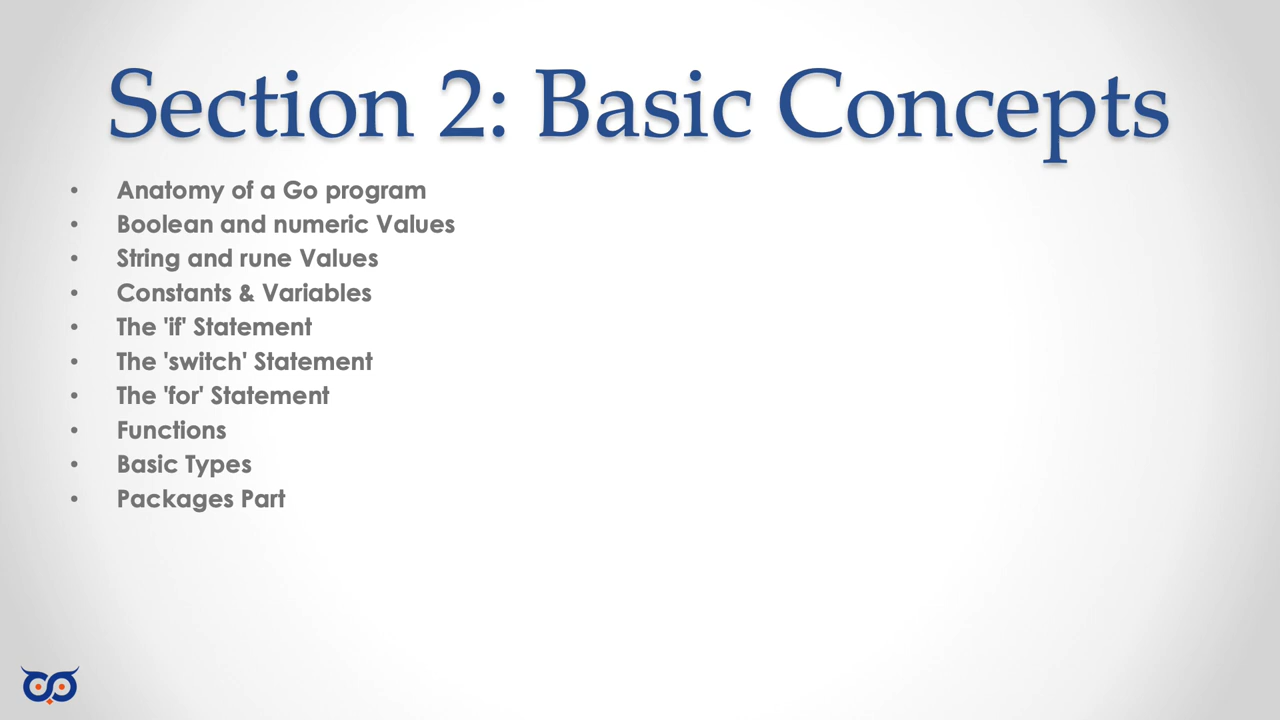 Section 2: Basic Concepts
• Anatomy of a Go program
• Boolean and numeric Values
• String and rune Values
• Constants & Variables
• The 'if' Statement
• The 'switch' Statement
• The 'for' Statement
• Functions
• Basic Types
• Packages Part